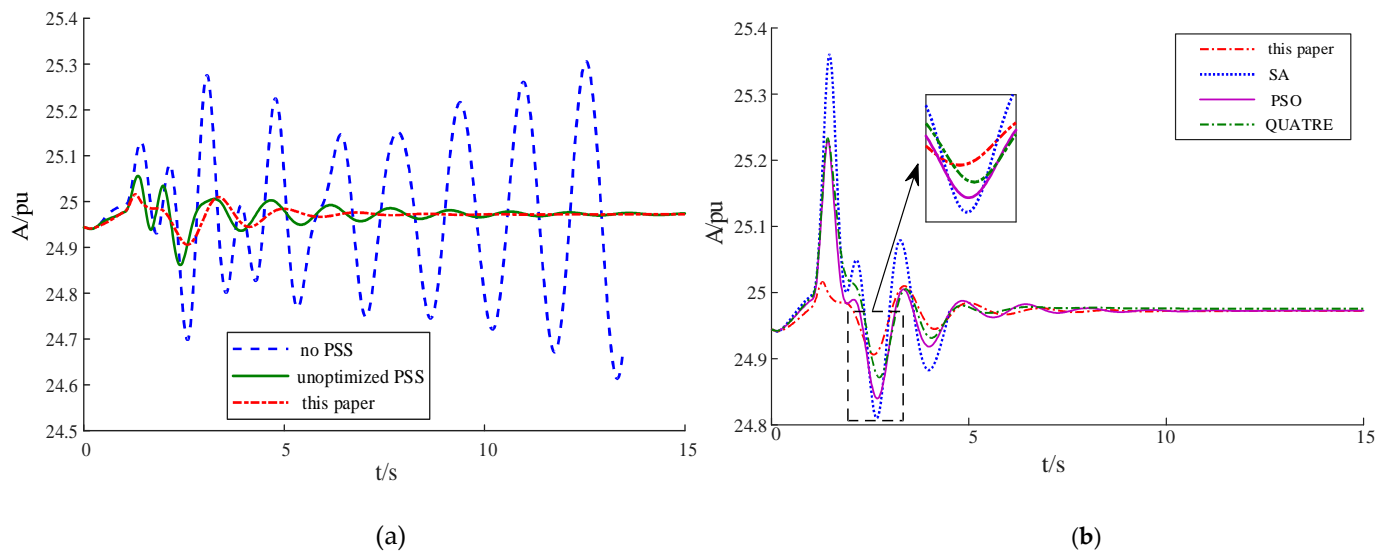 25.4
25.3
25.2
25.1
25
24.9
24.8
24.7
24.6
24.5
A/pu
0
5
10
15
t/s
no PSS
unoptimized PSS
this paper
(a)
25.4
25.3
25.2
25.1
25
24.9
24.8
A/pu
0
5
10
15
t/s
this paper
SA
PSO
QUATRE
(b)